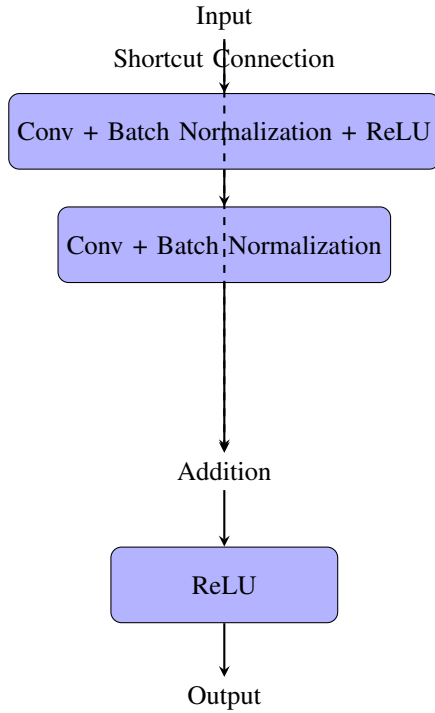 Input
Shortcut Connection
Conv + Batch Normalization + ReLU
Conv + Batch Normalization
Addition
ReLU
Output